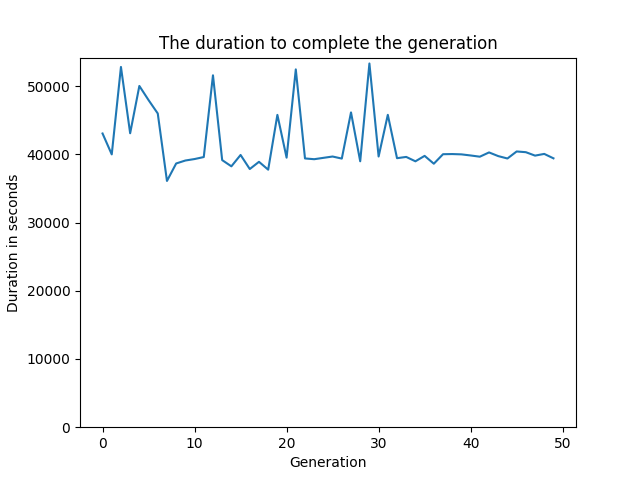 The duration to complete the generation
Duration in seconds
50000
40000
30000
20000
10000
0
0 10 20 30 40 50
Generation